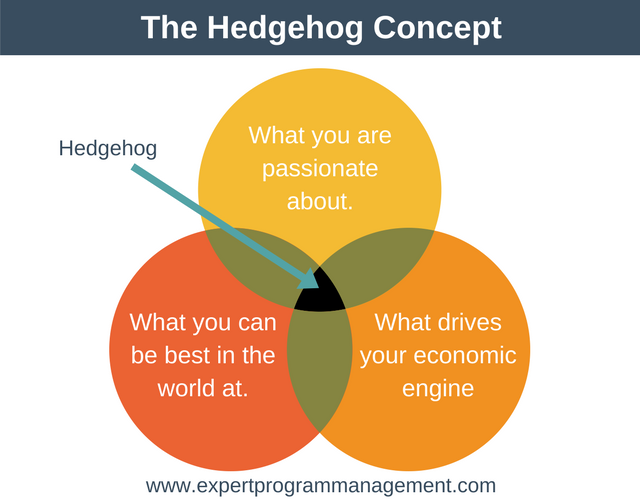 The Hedgehog Concept
Hedgehog
What you are
passionate
about.
What you can
be best in the
world at.
What drives
your economic
engine
www.expertprogrammanagement.com